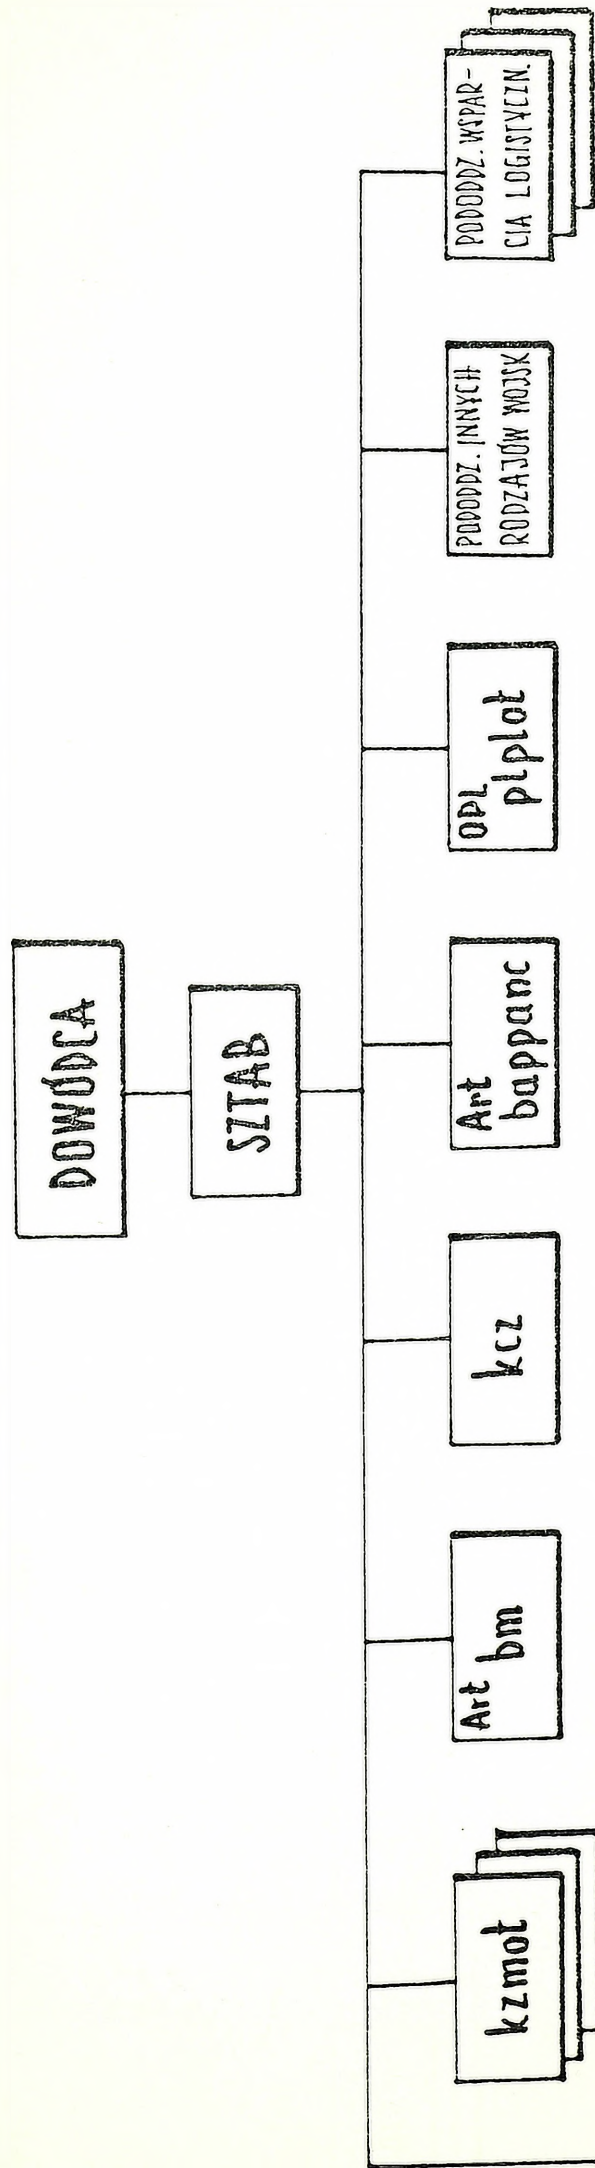 DOWÓDCA
SZTAB
kzmot
Art
bm
kcz
Art
bappanc
OPL
plplot
PODODDZ. INNYCH
RODZAJÓW WOJSK
PODODDZ. WSPAR-
CIA LOGISTYCZN.